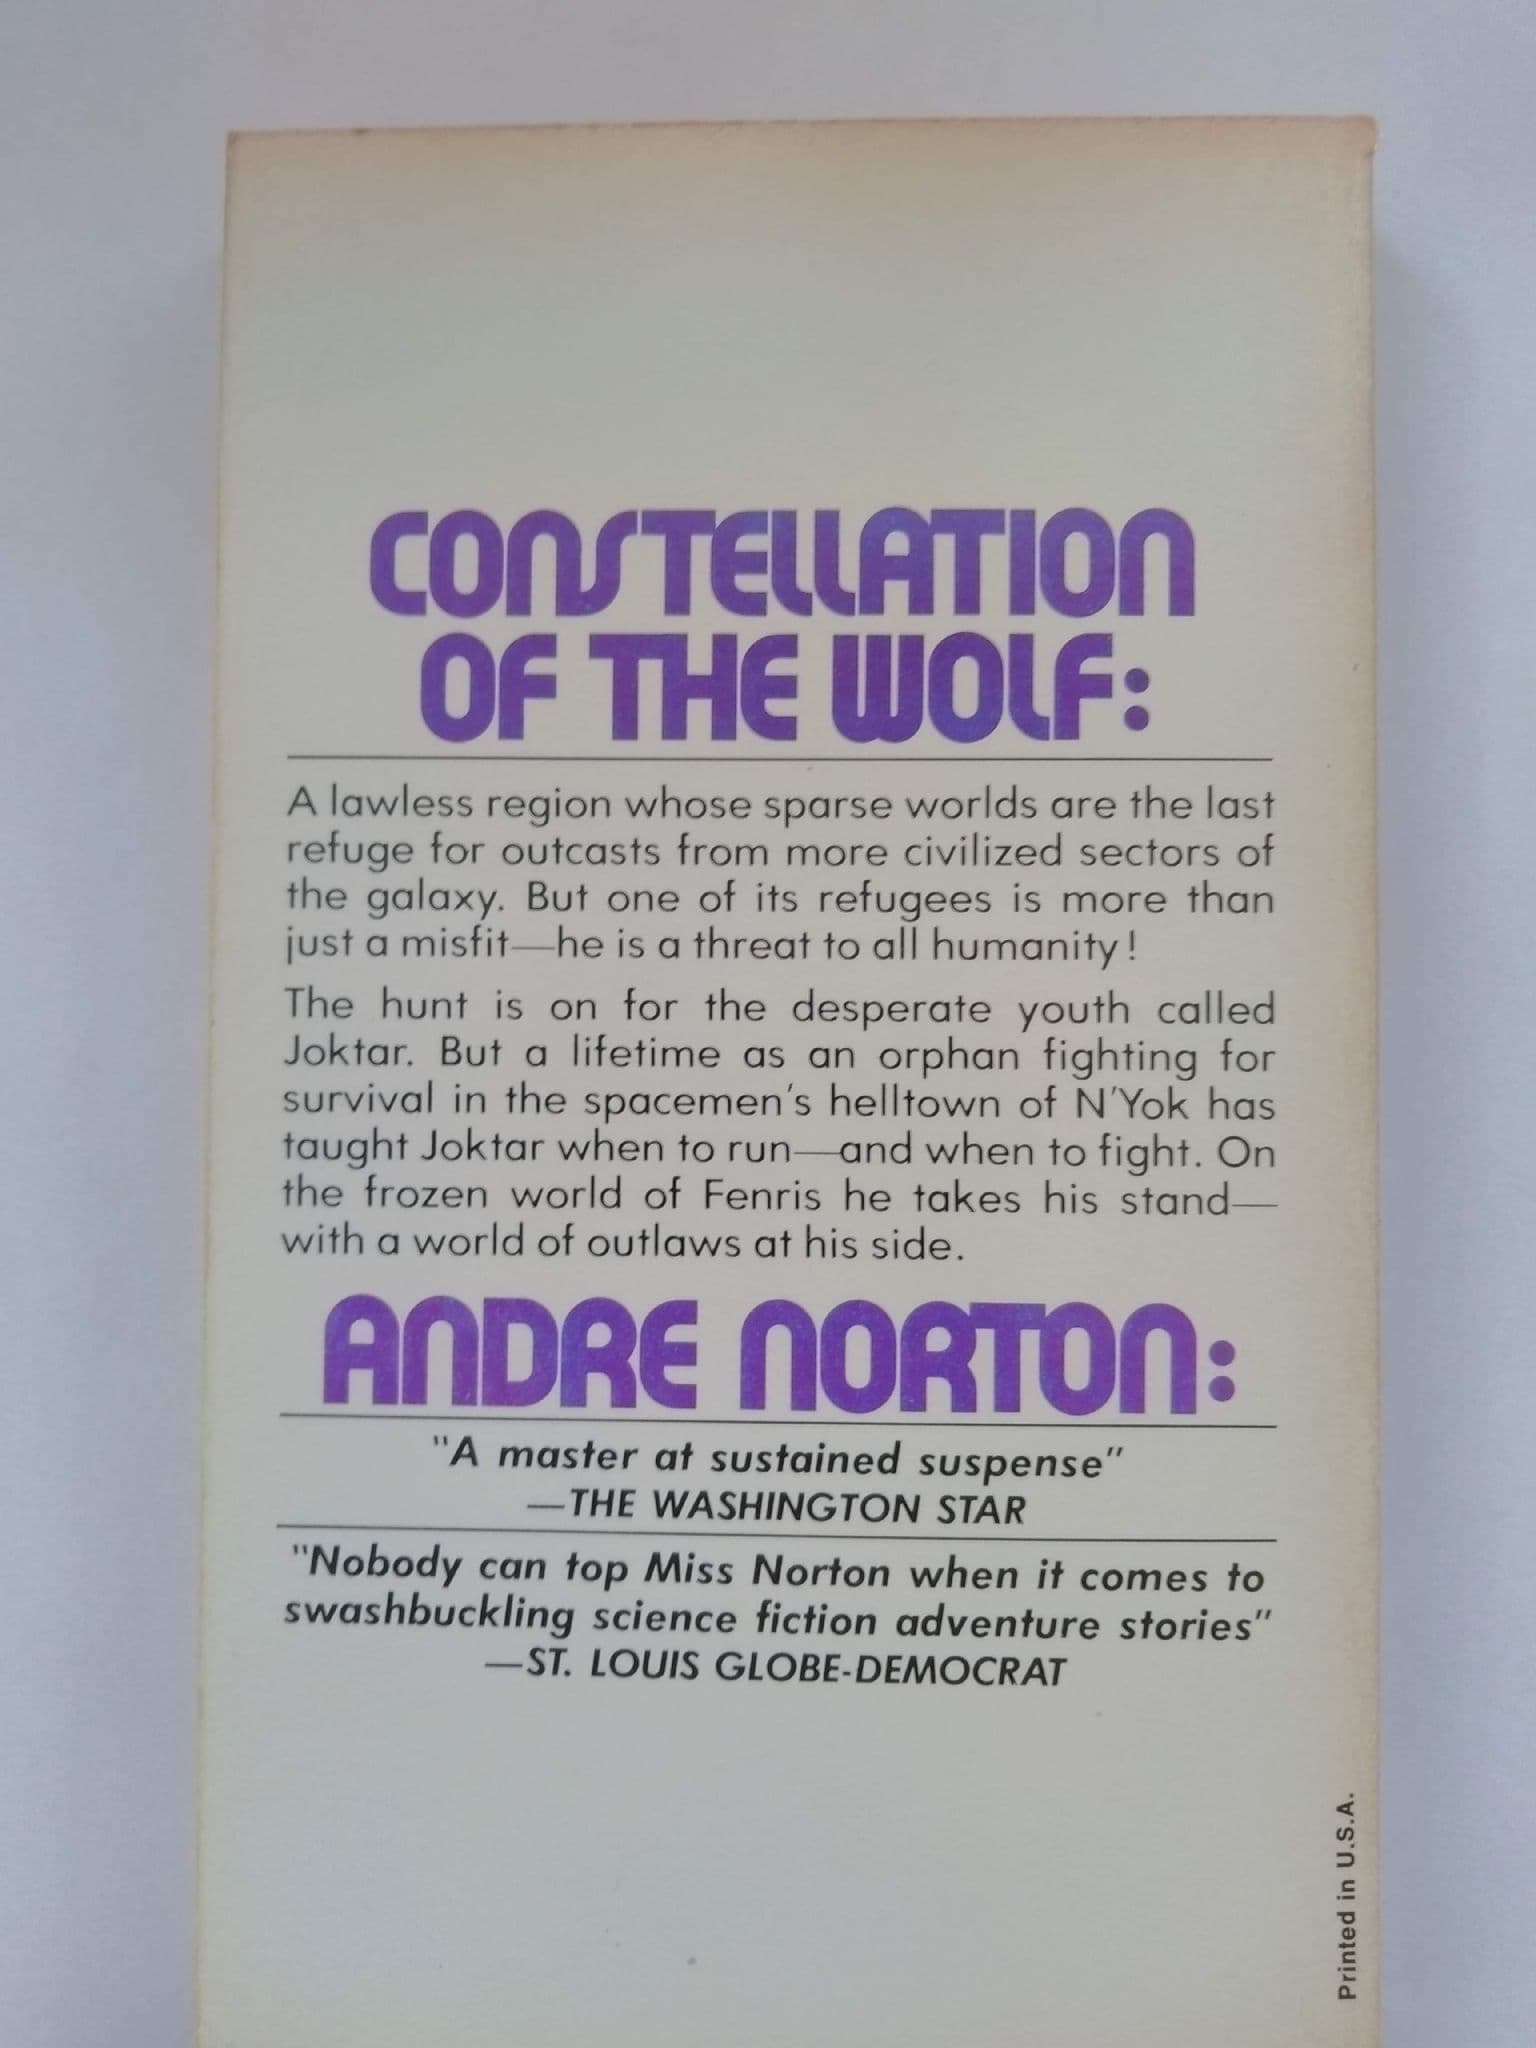 CONSTELLATION
OF THE WOLF:
A lawless region whose sparse worlds are the last
refuge for outcasts from more civilized sectors of
the galaxy. But one of its refugees is more than
just a misfit—he is a threat to all humanity!
The hunt is on for the desperate youth called
Joktar. But a lifetime as an orphan fighting for
survival in the spacemen's helltown of N'Yok has
taught Joktar when to run—and when to fight. On
the frozen world of Fenris he takes his stand—
with a world of outlaws at his side.
ANDRE NORTON:
"A master at sustained suspense"
—THE WASHINGTON STAR
"Nobody can top Miss Norton when it comes to
swashbuckling science fiction adventure stories"
—ST. LOUIS GLOBE-DEMOCRAT
Printed in U.S.A.